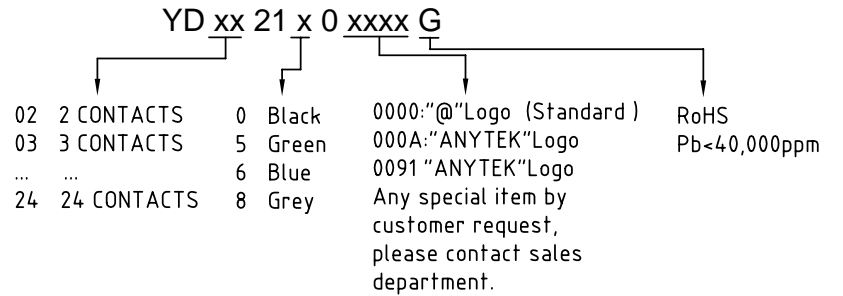 YD xx 21 x 0 xxxx G
02 2 CONTACTS
03 3 CONTACTS
... ...
24 24 CONTACTS
0 Black
5 Green
6 Blue
8 Grey
0000:"@"Logo (Standard)
000A:"ANYTEK"Logo
0091 "ANYTEK"Logo
Any special item by
customer request,
please contact sales
department.
RoHS
Pb<40,000ppm